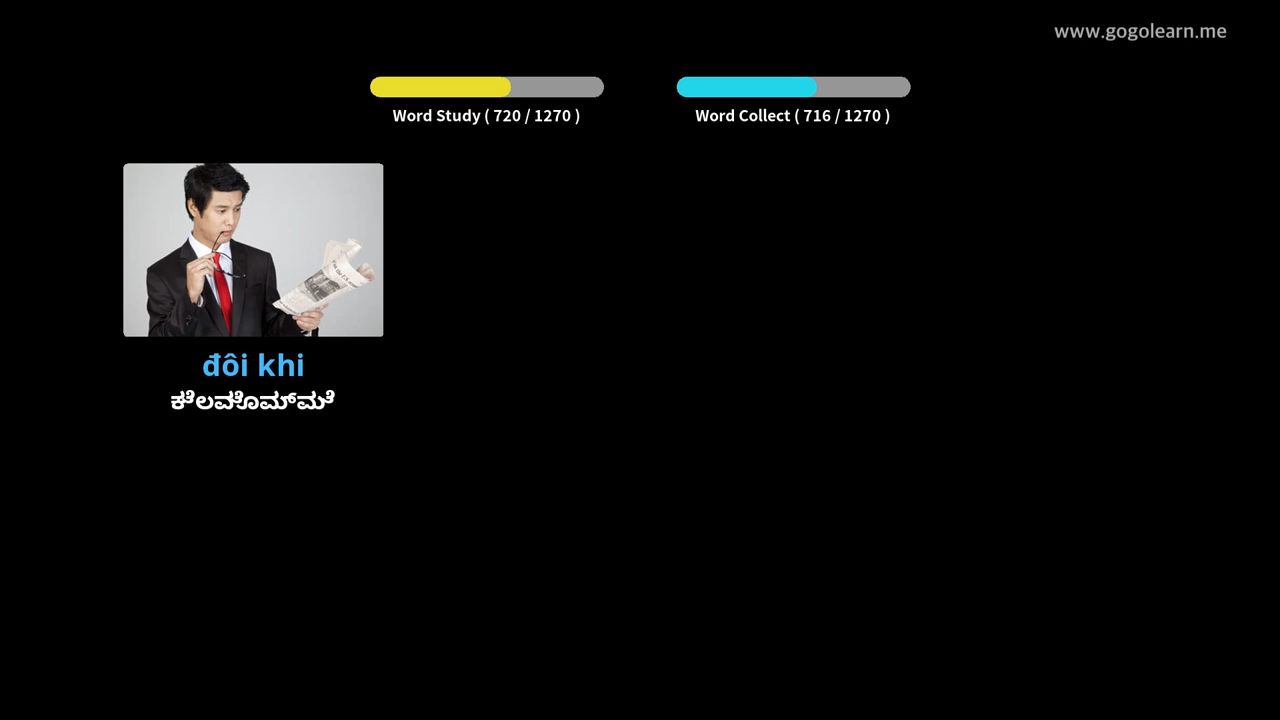 www.gogolearn.me
Word Study ( 720 / 1270 )
Word Collect ( 716 / 1270 )
đôi khi
ಕೆಲವೊಮ್ಮೆ